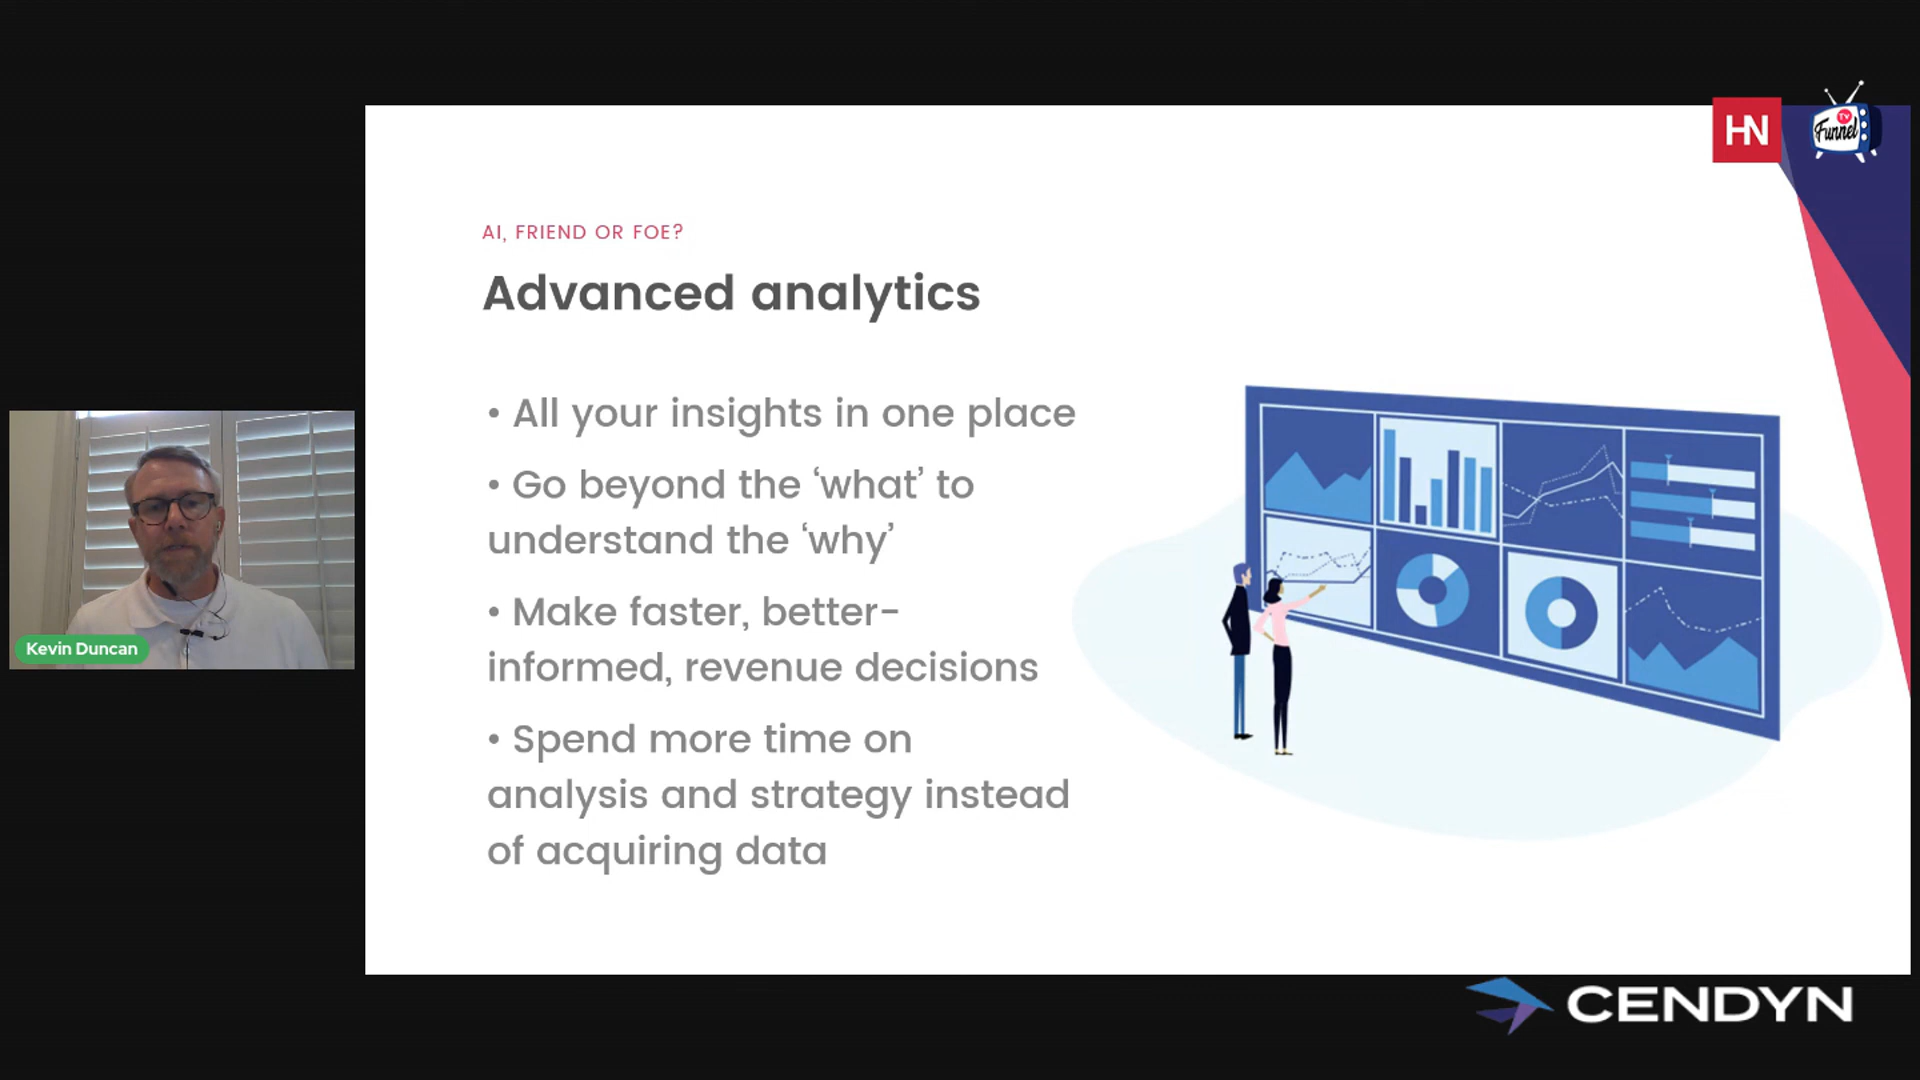 HN
TV
Funnel
AI, FRIEND OR FOE?
Advanced analytics
• All your insights in one place
• Go beyond the ‘what’ to
understand the ‘why’
• Make faster, better-
informed, revenue decisions
• Spend more time on
analysis and strategy instead
of acquiring data
Kevin Duncan
CENDYN